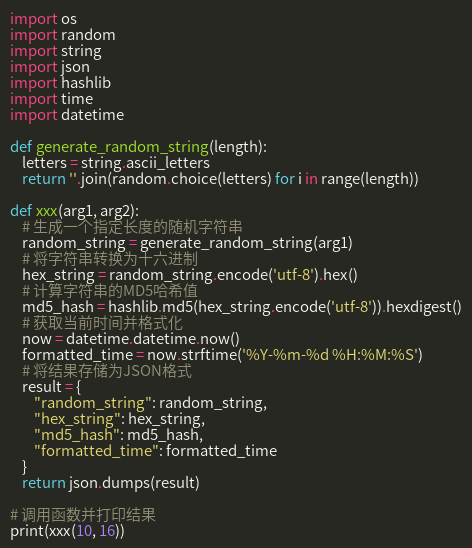 import os
import random
import string
import json
import hashlib
import time
import datetime

def generate_random_string(length):
    letters = string.ascii_letters
    return ''.join(random.choice(letters) for i in range(length))

def xxx(arg1, arg2):
    # 生成一个指定长度的随机字符串
    random_string = generate_random_string(arg1)
    # 将字符串转换为十六进制
    hex_string = random_string.encode('utf-8').hex()
    # 计算字符串的MD5哈希值
    md5_hash = hashlib.md5(hex_string.encode('utf-8')).hexdigest()
    # 获取当前时间并格式化
    now = datetime.datetime.now()
    formatted_time = now.strftime('%Y-%m-%d %H:%M:%S')
    # 将结果存储为JSON格式
    result = {
        "random_string": random_string,
        "hex_string": hex_string,
        "md5_hash": md5_hash,
        "formatted_time": formatted_time
    }
    return json.dumps(result)

# 调用函数并打印结果
print(xxx(10, 16))